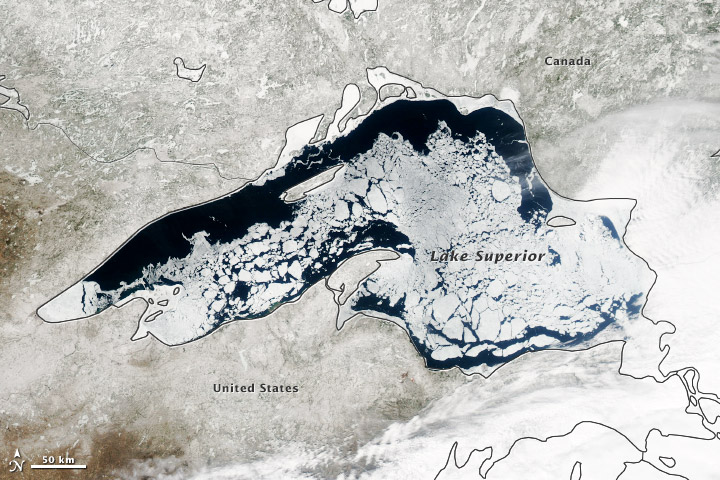 Canada
Lake Superior
United States
N
50 km